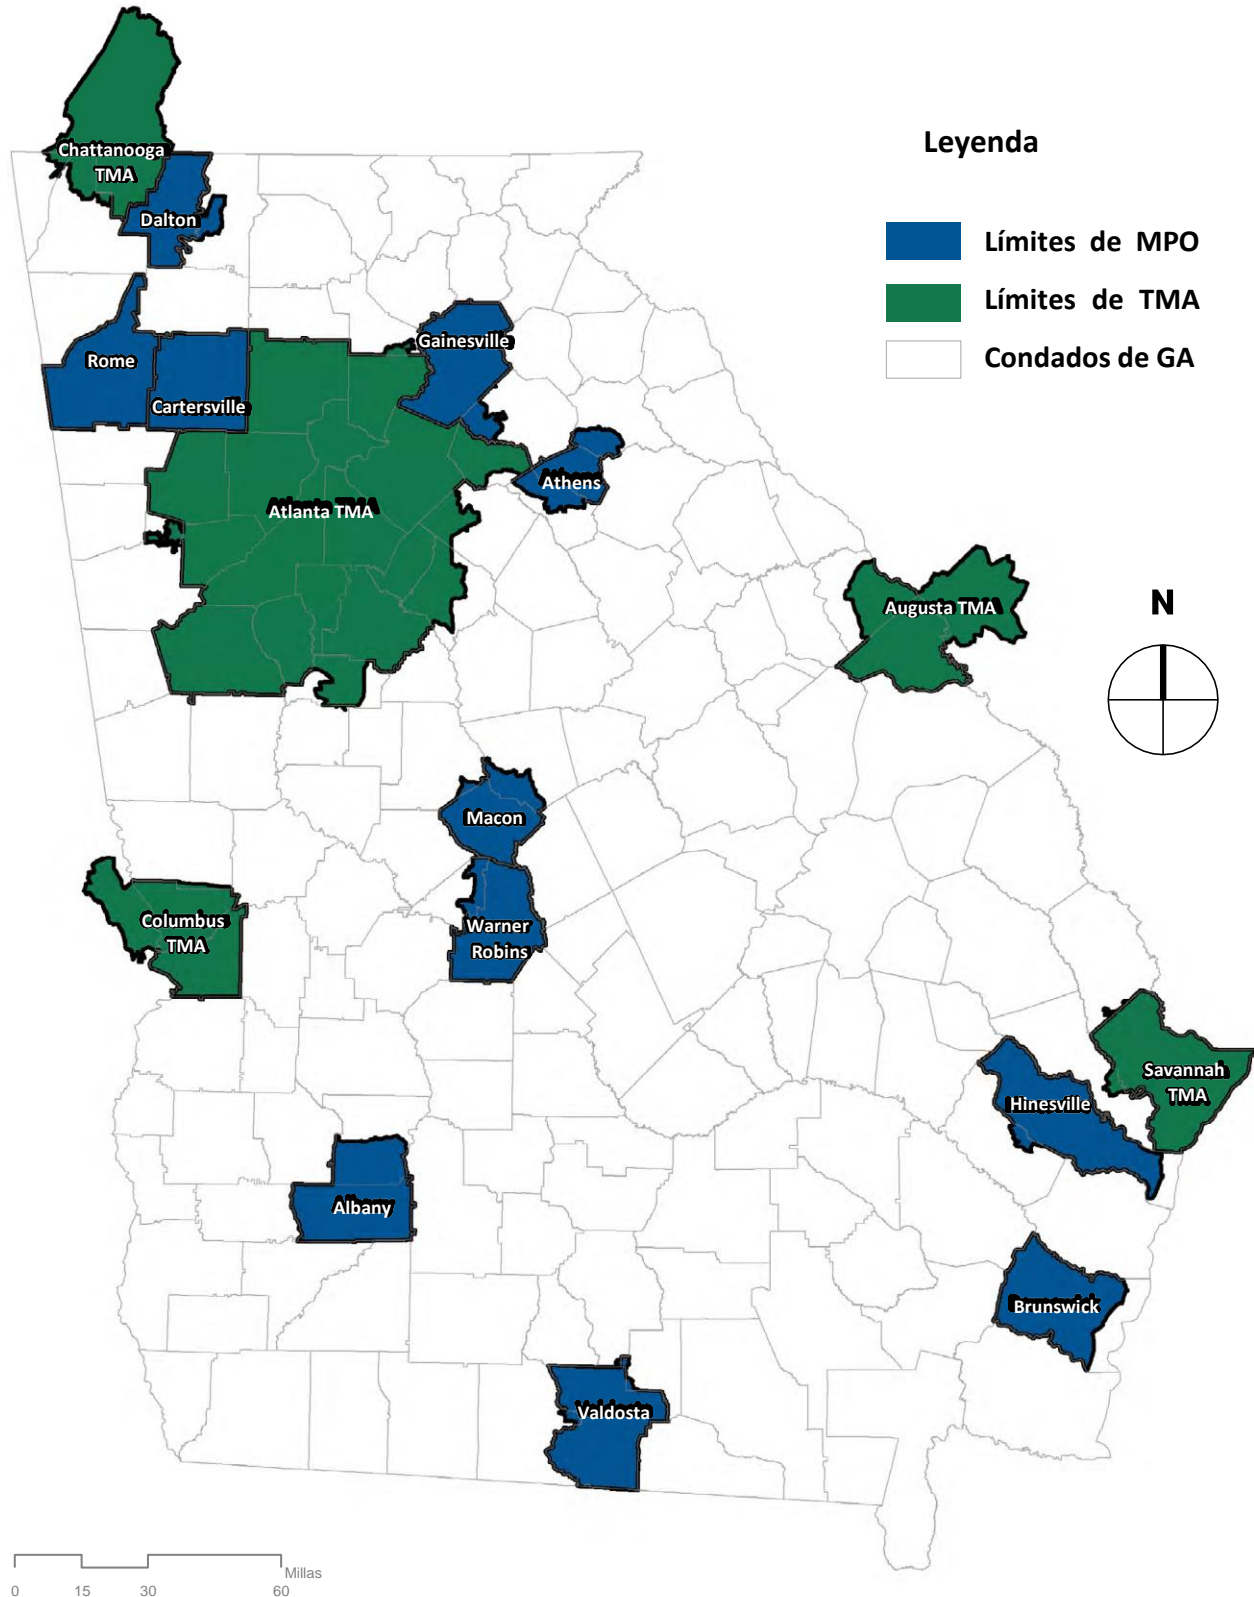 Leyenda
Límites de MPO
Límites de TMA
Condados de GA
Chattanooga
TMA
Dalton
Rome
Cartersville
Gainesville
Athens
Atlanta TMA
Augusta TMA
N
Macon
Warner
Robins
Columbus
TMA
Savannah
TMA
Hinesville
Albany
Brunswick
Valdosta
Millas
0 15 30 60